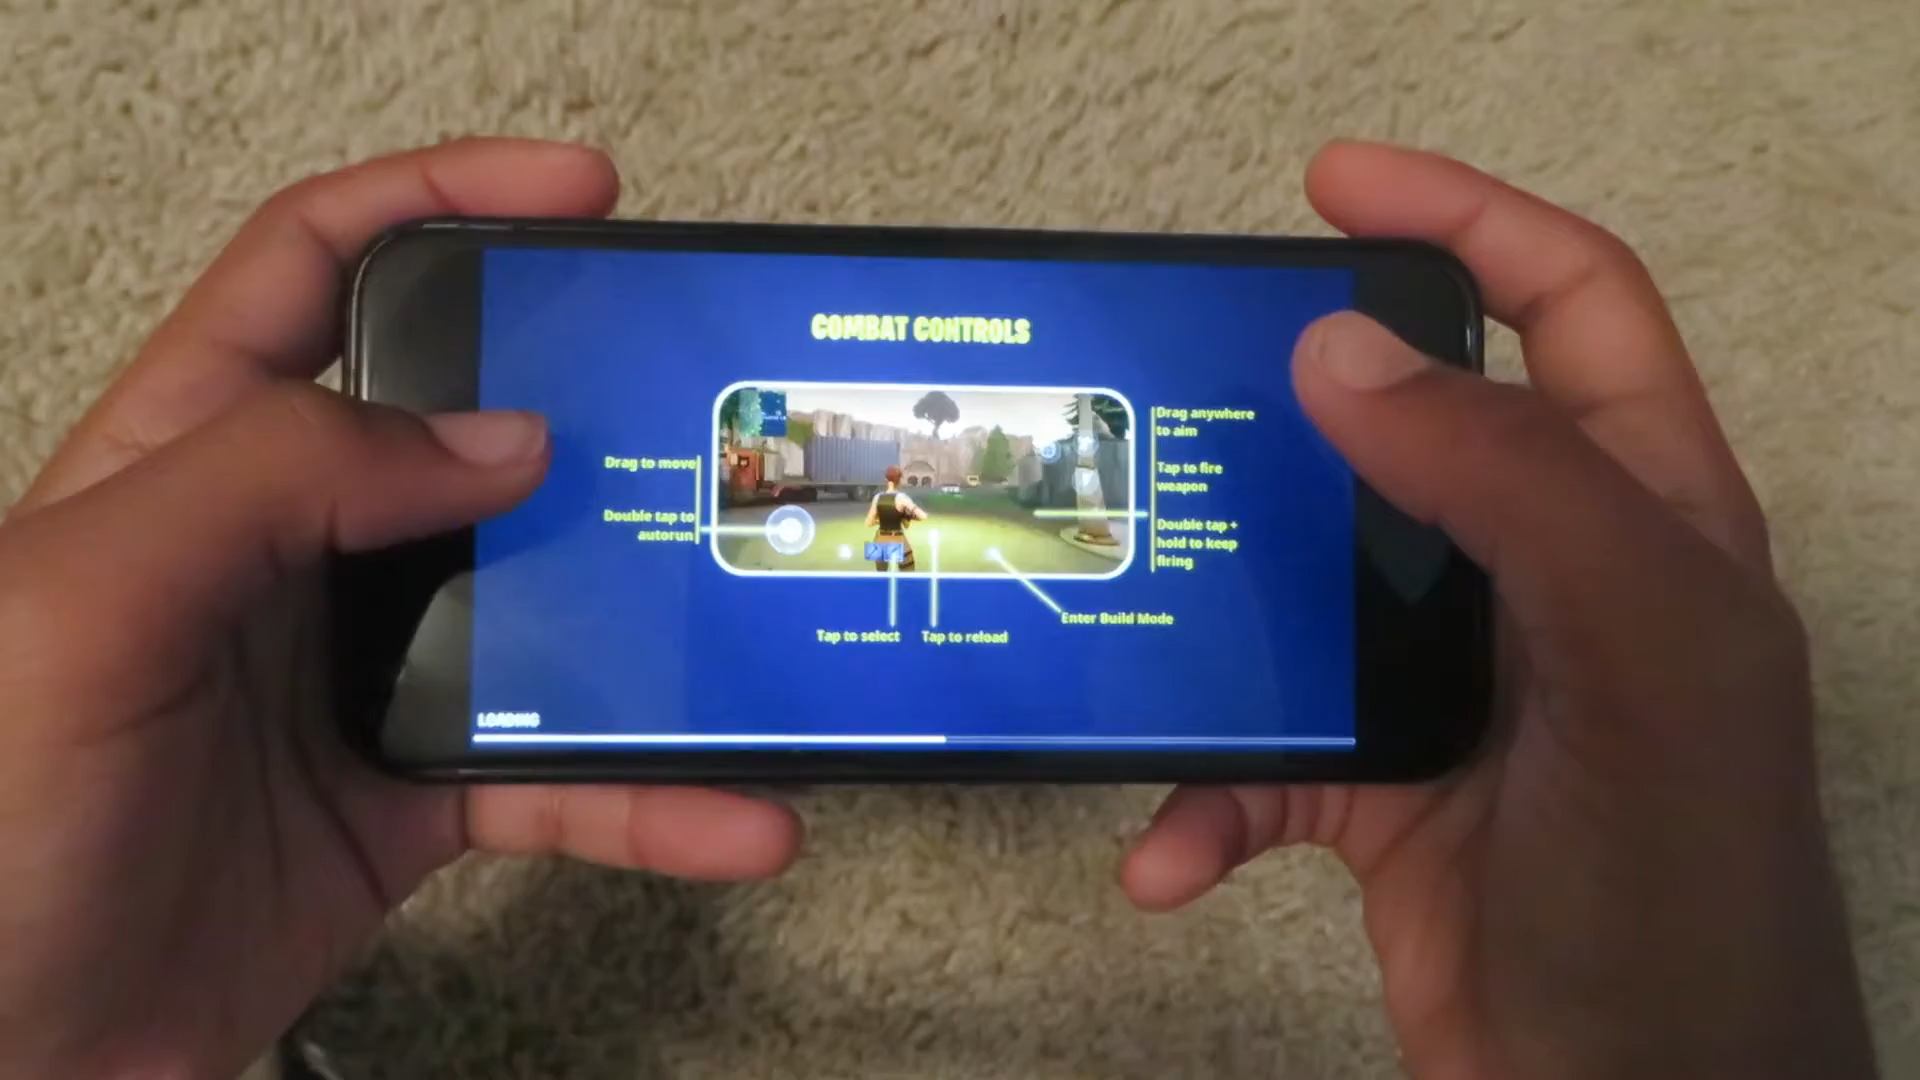 COMBAT CONTROLS
Drag to move
Double tap to
autorun
Drag anywhere
to aim
Tap to fire
weapon
Double tap +
hold to keep
firing
Enter Build Mode
Tap to select
Tap to reload
LOADING